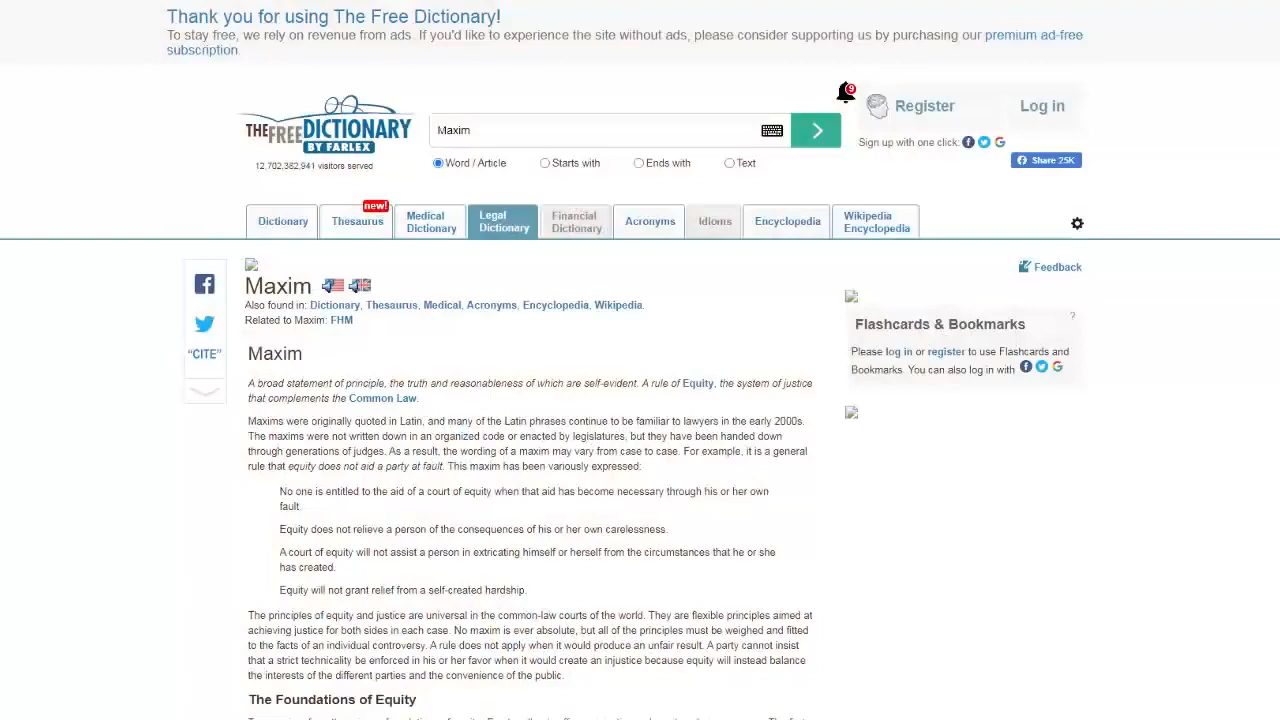 Thank you for using The Free Dictionary!
To stay free, we rely on revenue from ads. If you'd like to experience the site without ads, please consider supporting us by purchasing our premium ad-free
subscription.
9
Register
Log in
THE FREE DICTIONARY
BY FARLEX
12,702,382,941 visitors served
Maxim
Word / Article
Starts with
Ends with
Text
Sign up with one click:
Share 25K
new!
Dictionary
Thesaurus
Medical
Dictionary
Legal
Dictionary
Financial
Dictionary
Acronyms
Idioms
Encyclopedia
Wikipedia
Encyclopedia
Feedback
"CITE"
Maxim
Also found in: Dictionary, Thesaurus, Medical, Acronyms, Encyclopedia, Wikipedia.
Related to Maxim: FHM
Maxim
A broad statement of principle, the truth and reasonableness of which are self-evident. A rule of Equity, the system of justice
that complements the Common Law.
Maxims were originally quoted in Latin, and many of the Latin phrases continue to be familiar to lawyers in the early 2000s.
The maxims were not written down in an organized code or enacted by legislatures, but they have been handed down
through generations of judges. As a result, the wording of a maxim may vary from case to case. For example, it is a general
rule that equity does not aid a party at fault. This maxim has been variously expressed:
No one is entitled to the aid of a court of equity when that aid has become necessary through his or her own
fault.
Equity does not relieve a person of the consequences of his or her own carelessness.
A court of equity will not assist a person in extricating himself or herself from the circumstances that he or she
has created.
Equity will not grant relief from a self-created hardship.
The principles of equity and justice are universal in the common-law courts of the world. They are flexible principles aimed at
achieving justice for both sides in each case. No maxim is ever absolute, but all of the principles must be weighed and fitted
to the facts of an individual controversy. A rule does not apply when it would produce an unfair result. A party cannot insist
that a strict technicality be enforced in his or her favor when it would create an injustice because equity will instead balance
the interests of the different parties and the convenience of the public.
The Foundations of Equity
Flashcards & Bookmarks
?
Please log in or register to use Flashcards and
Bookmarks. You can also log in with